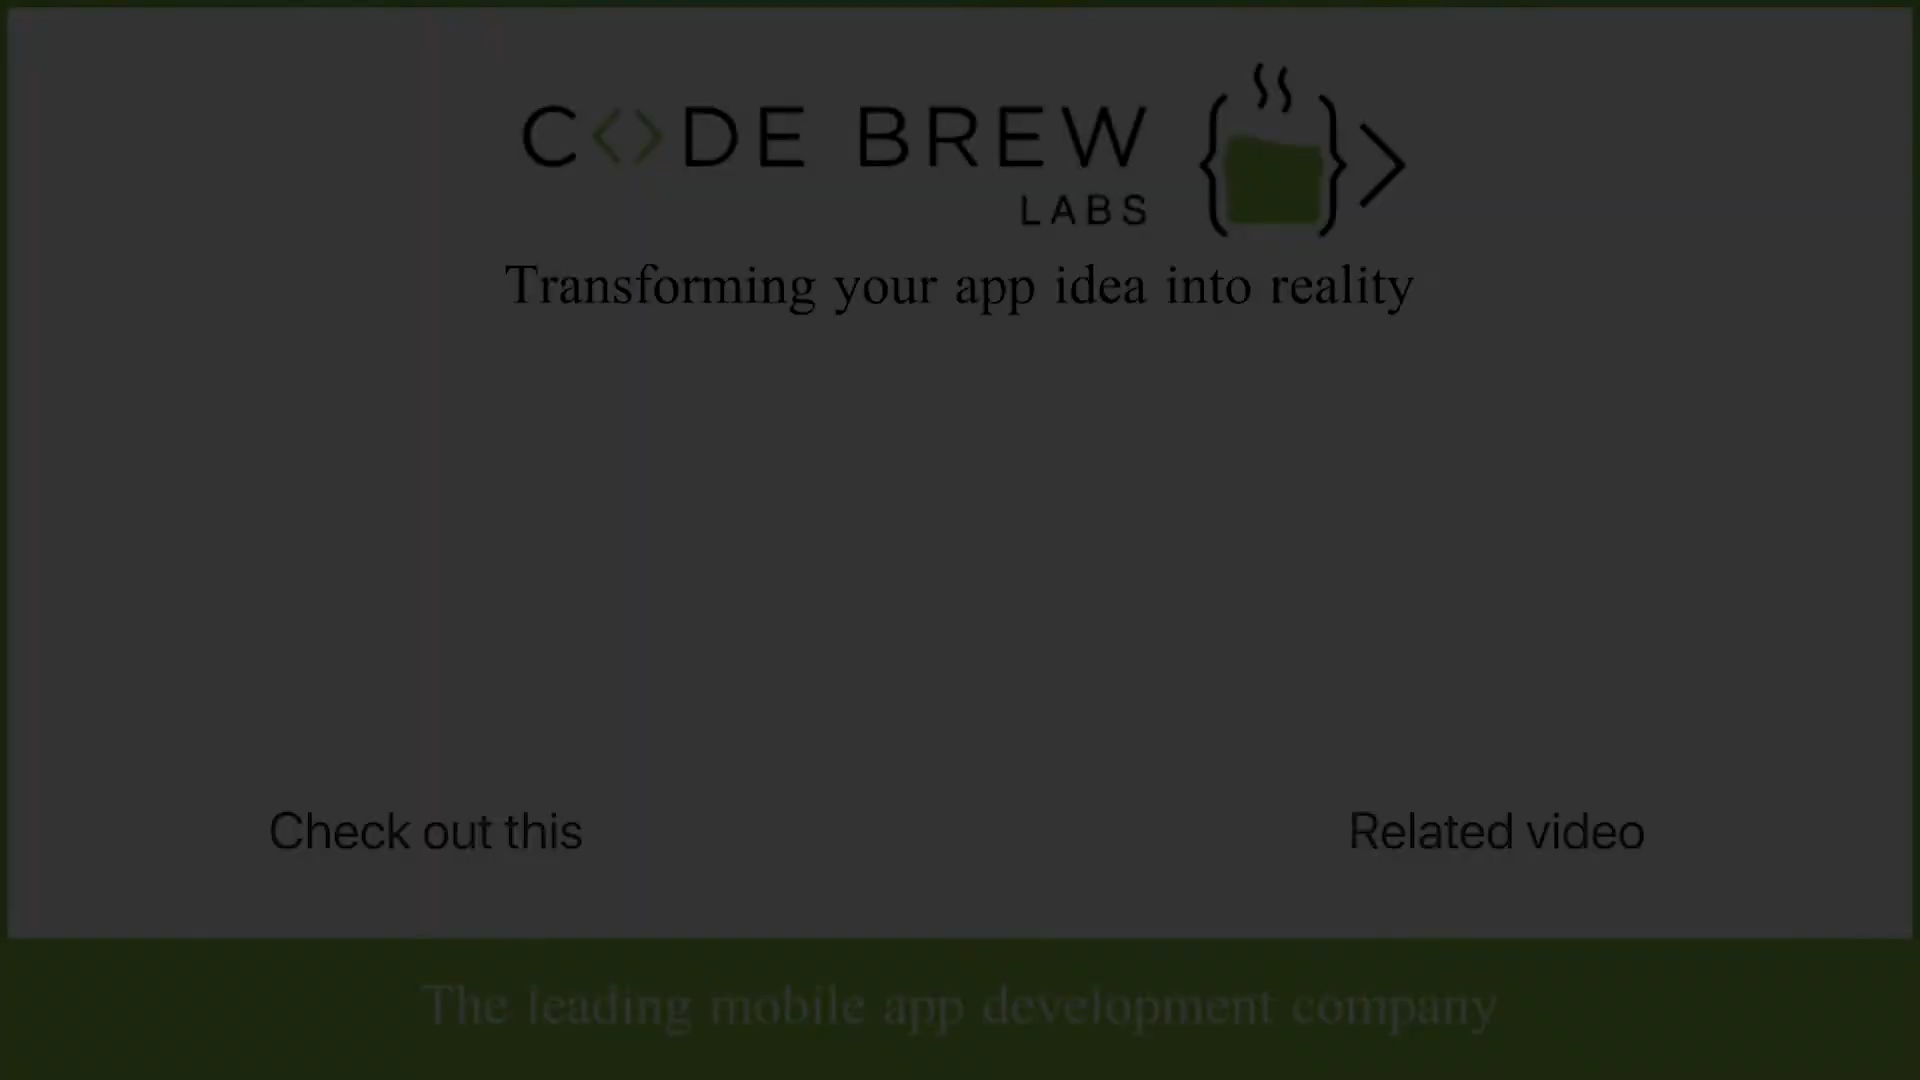 C<>DE BREW
LABS
Transforming your app idea into reality
Check out this
Related video
The leading mobile app development company